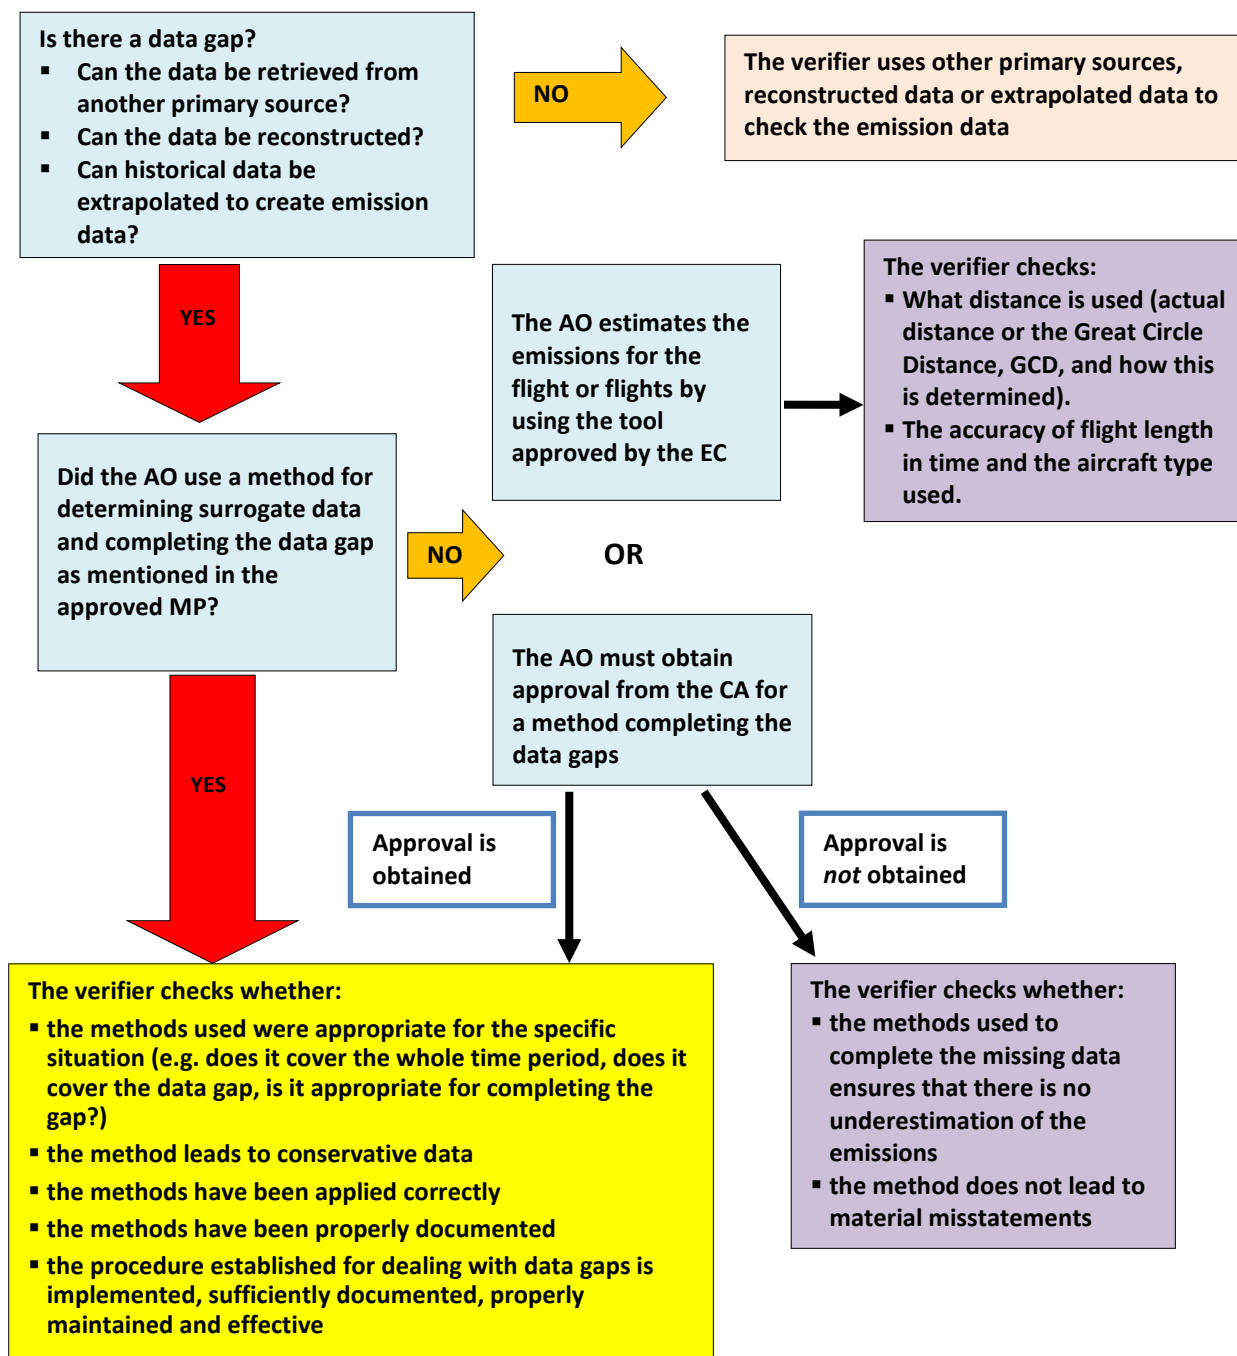 Is there a data gap?
▪ Can the data be retrieved from
another primary source?
▪ Can the data be reconstructed?
▪ Can historical data be
extrapolated to create emission
data?
NO
The verifier uses other primary sources,
reconstructed data or extrapolated data to
check the emission data
YES
The AO estimates the
emissions for the
flight or flights by
using the tool
approved by the EC
The verifier checks:
▪ What distance is used (actual
distance or the Great Circle
Distance, GCD, and how this
is determined).
▪ The accuracy of flight length
in time and the aircraft type
used.
Did the AO use a method for
determining surrogate data
and completing the data gap
as mentioned in the
approved MP?
NO
OR
The AO must obtain
approval from the CA for
a method completing the
data gaps
YES
Approval is
obtained
Approval is
not obtained
The verifier checks whether:
▪ the methods used were appropriate for the specific
situation (e.g. does it cover the whole time period, does it
cover the data gap, is it appropriate for completing the
gap?)
▪ the method leads to conservative data
▪ the methods have been applied correctly
▪ the methods have been properly documented
▪ the procedure established for dealing with data gaps is
implemented, sufficiently documented, properly
maintained and effective
The verifier checks whether:
▪ the methods used to
complete the missing data
ensures that there is no
underestimation of the
emissions
▪ the method does not lead to
material misstatements